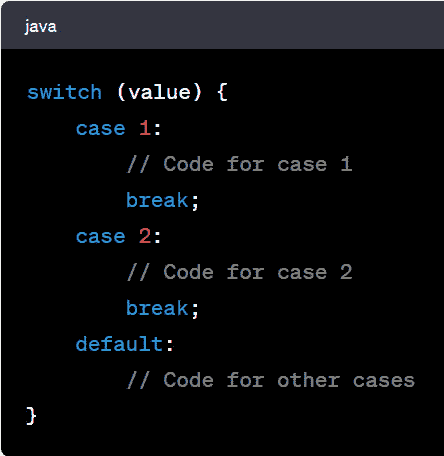 java
switch (value) {
    case 1:
        // Code for case 1
        break;
    case 2:
        // Code for case 2
        break;
    default:
        // Code for other cases
}